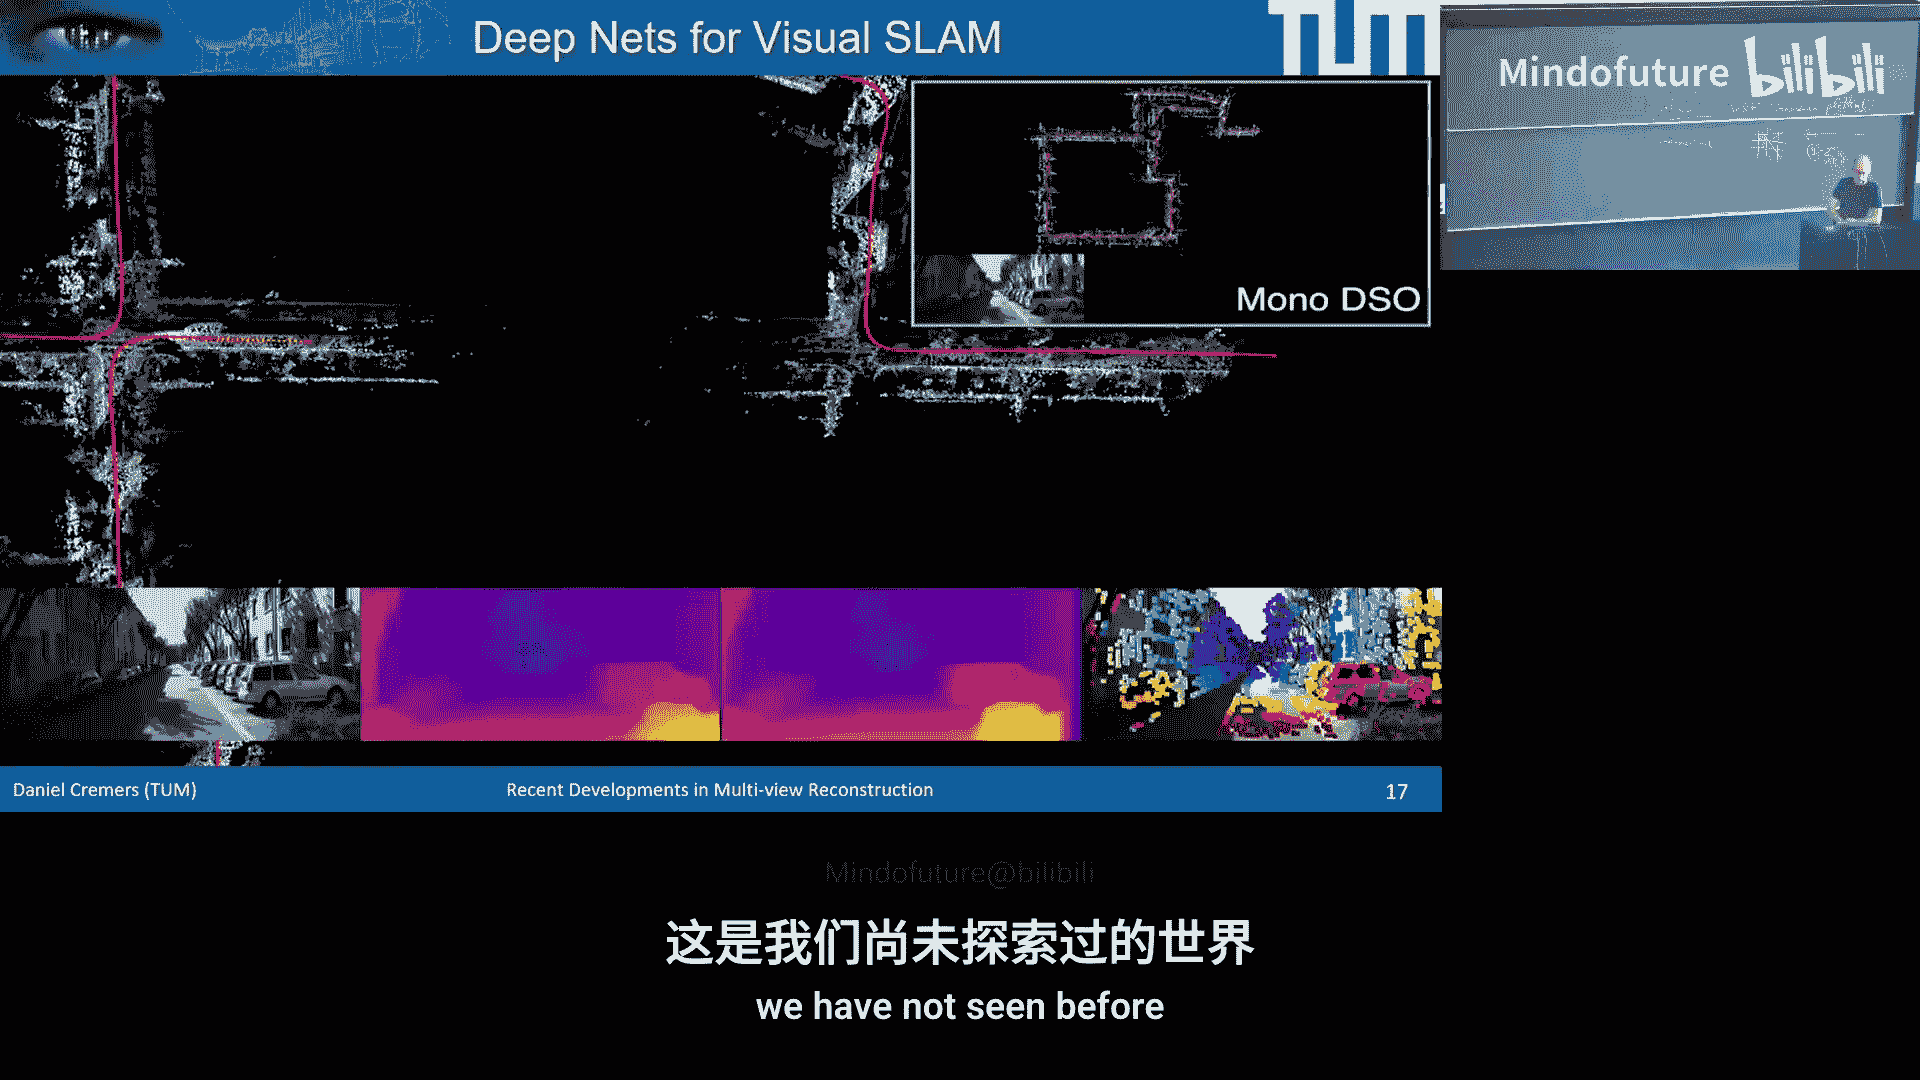 Deep Nets for Visual SLAM
TUM
Mindofuture bilibili
Mono DSO
Daniel Cremers (TUM)
Recent Developments in Multi-view Reconstruction
17
Mindofuture@bilibili
这是我们尚未探索过的世界
we have not seen before